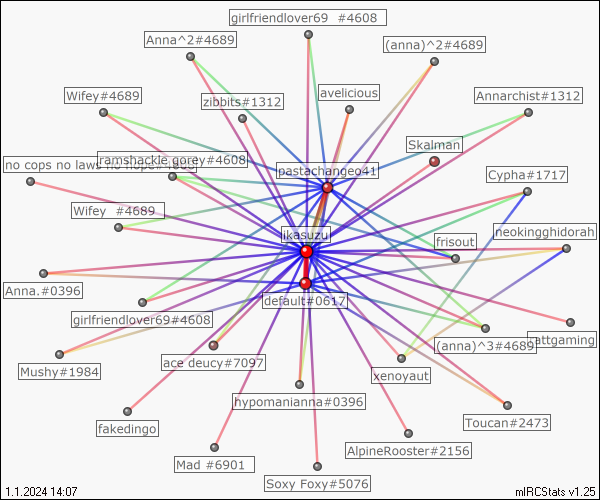 girlfriendlover69 #4608
Anna^2#4689
(anna)^2#4689
Wifey#4689
zibbits#1312
avelicious
Annarchist#1312
Skalman
no cops no laws no hope#4608
ramshackle gorey#4608
pastachangeo41
Cypha#1717
Wifey #4689
ikasuzu
frisout
neokingghidorah
Anna.#0396
default#0617
girlfriendlover69#4608
(anna)^3#4689
attgaming
Mushy#1984
ace deucy#7097
xenoyaut
hypomanianna#0396
Toucan#2473
fakedingo
AlpineRooster#2156
Mad #6901
Soxy Foxy#5076
1.1.2024 14:07
mIRCStats v1.25